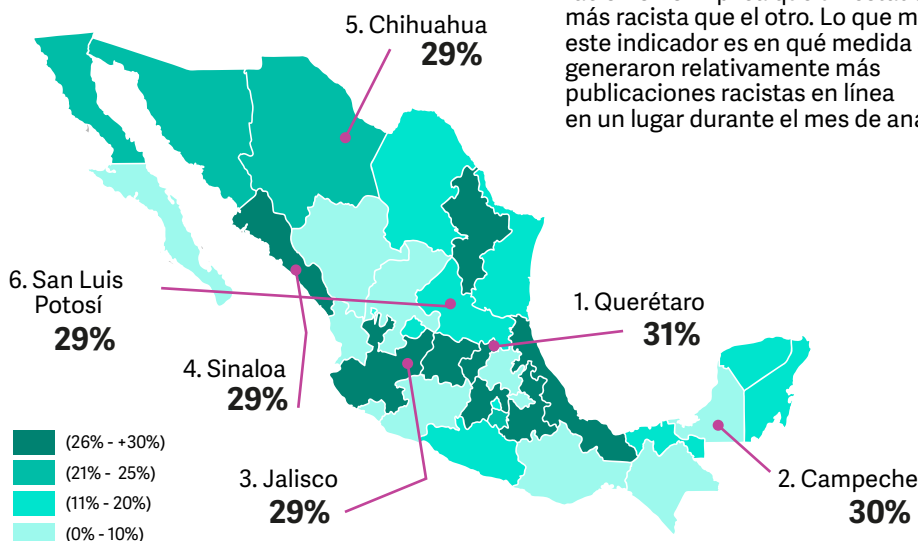 más racista que el otro. Lo que
este indicador es en qué medida
generaron relativamente más
publicaciones racistas en línea
en un lugar durante el mes de
5. Chihuahua
29%
6. San Luis
Potosí
29%
1. Querétaro
31%
4. Sinaloa
29%
3. Jalisco
29%
2. Campeche
30%
(26% - +30%)
(21% - 25%)
(11% - 20%)
(0% - 10%)